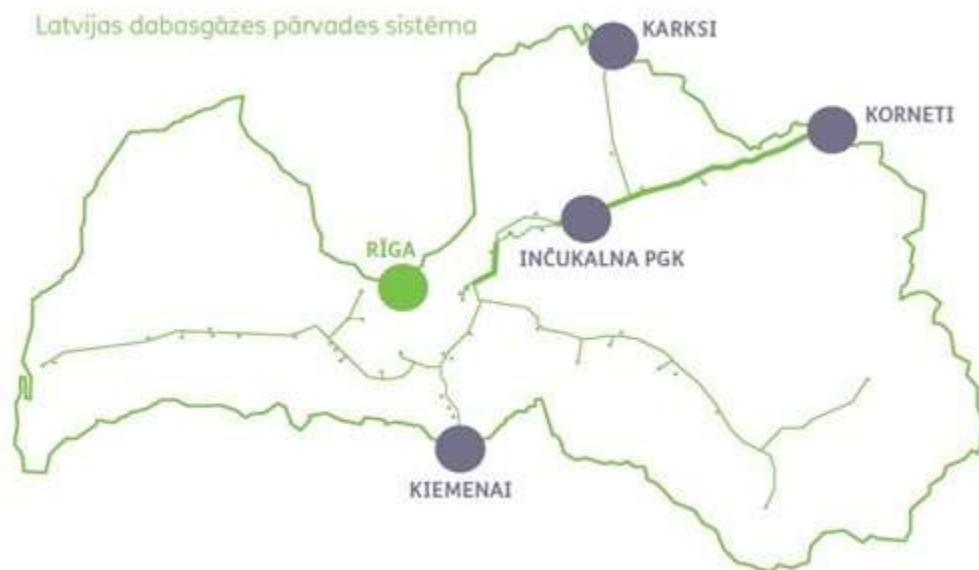 Latvijas dabasgāzes pārvades sistēma
KARKSI
KORNETI
RĪGA
INČUKALNA PGK
KIEMENAI